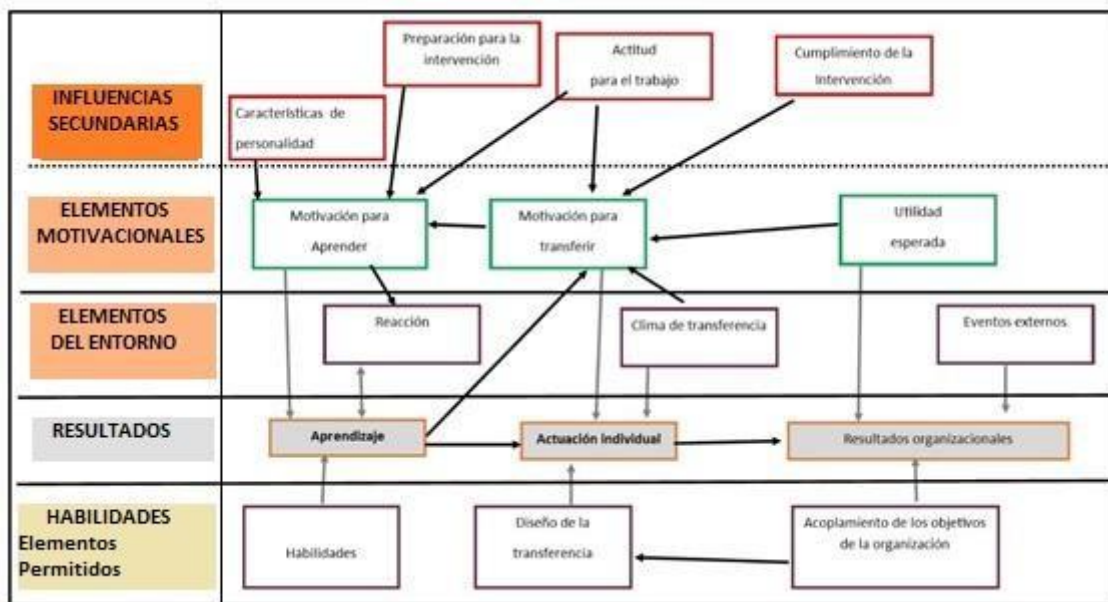 INFLUENCIAS
SECUNDARIAS
Características de
personalidad
Preparación para la
intervención
Actitud
para el trabajo
Cumplimiento de la
Intervención
ELEMENTOS
MOTIVACIONALES
Motivación para
Aprender
Motivación para
transferir
Utilidad
esperada
ELEMENTOS
DEL ENTORNO
Reacción
Clima de transferencia
Eventos externos
RESULTADOS
Aprendizaje
Actuación individual
Resultados organizacionales
HABILIDADES
Elementos
Permitidos
Habilidades
Diseño de la
transferencia
Acoplamiento de los objetivos
de la organización